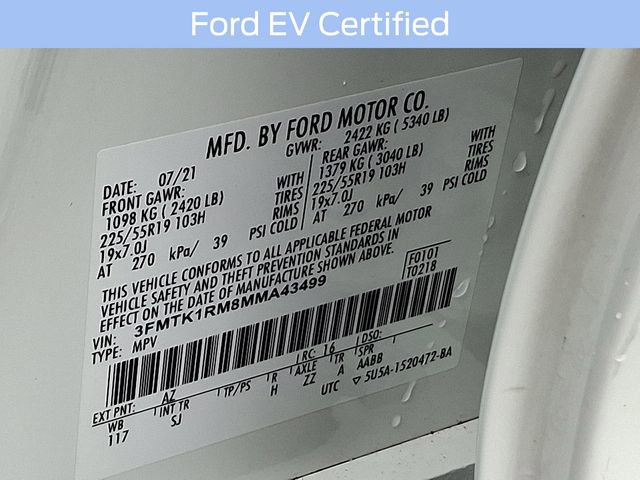 Ford EV Certified
MFD. BY FORD MOTOR CO.
DATE: 07/21 GVWR: 2422 KG ( 5340 LB)
FRONT GAWR: WITH REAR GAWR: WITH
1098 KG ( 2420 LB) TIRES 1379 KG ( 3040 LB) TIRES
225/55R19 103H RIMS 225/55R19 103H RIMS
19x7.0J 19x7.0J
AT 270 kPa/ 39 PSI COLD AT 270 kPa/ 39 PSI COLD
THIS VEHICLE CONFORMS TO ALL APPLICABLE FEDERAL MOTOR
VEHICLE SAFETY AND THEFT PREVENTION STANDARDS IN
EFFECT ON THE DATE OF MANUFACTURE SHOWN ABOVE.
F0101
T0218
VIN: 3FMTK1RM8MMA43499
TYPE: MPV
EXT PNT: AZ RC: 16 DSO:
WB INT TR TP/PS R AXLE TR SPR
117 SJ H ZZ A AABB
UTC ▽ 5U5A-1520472-BA